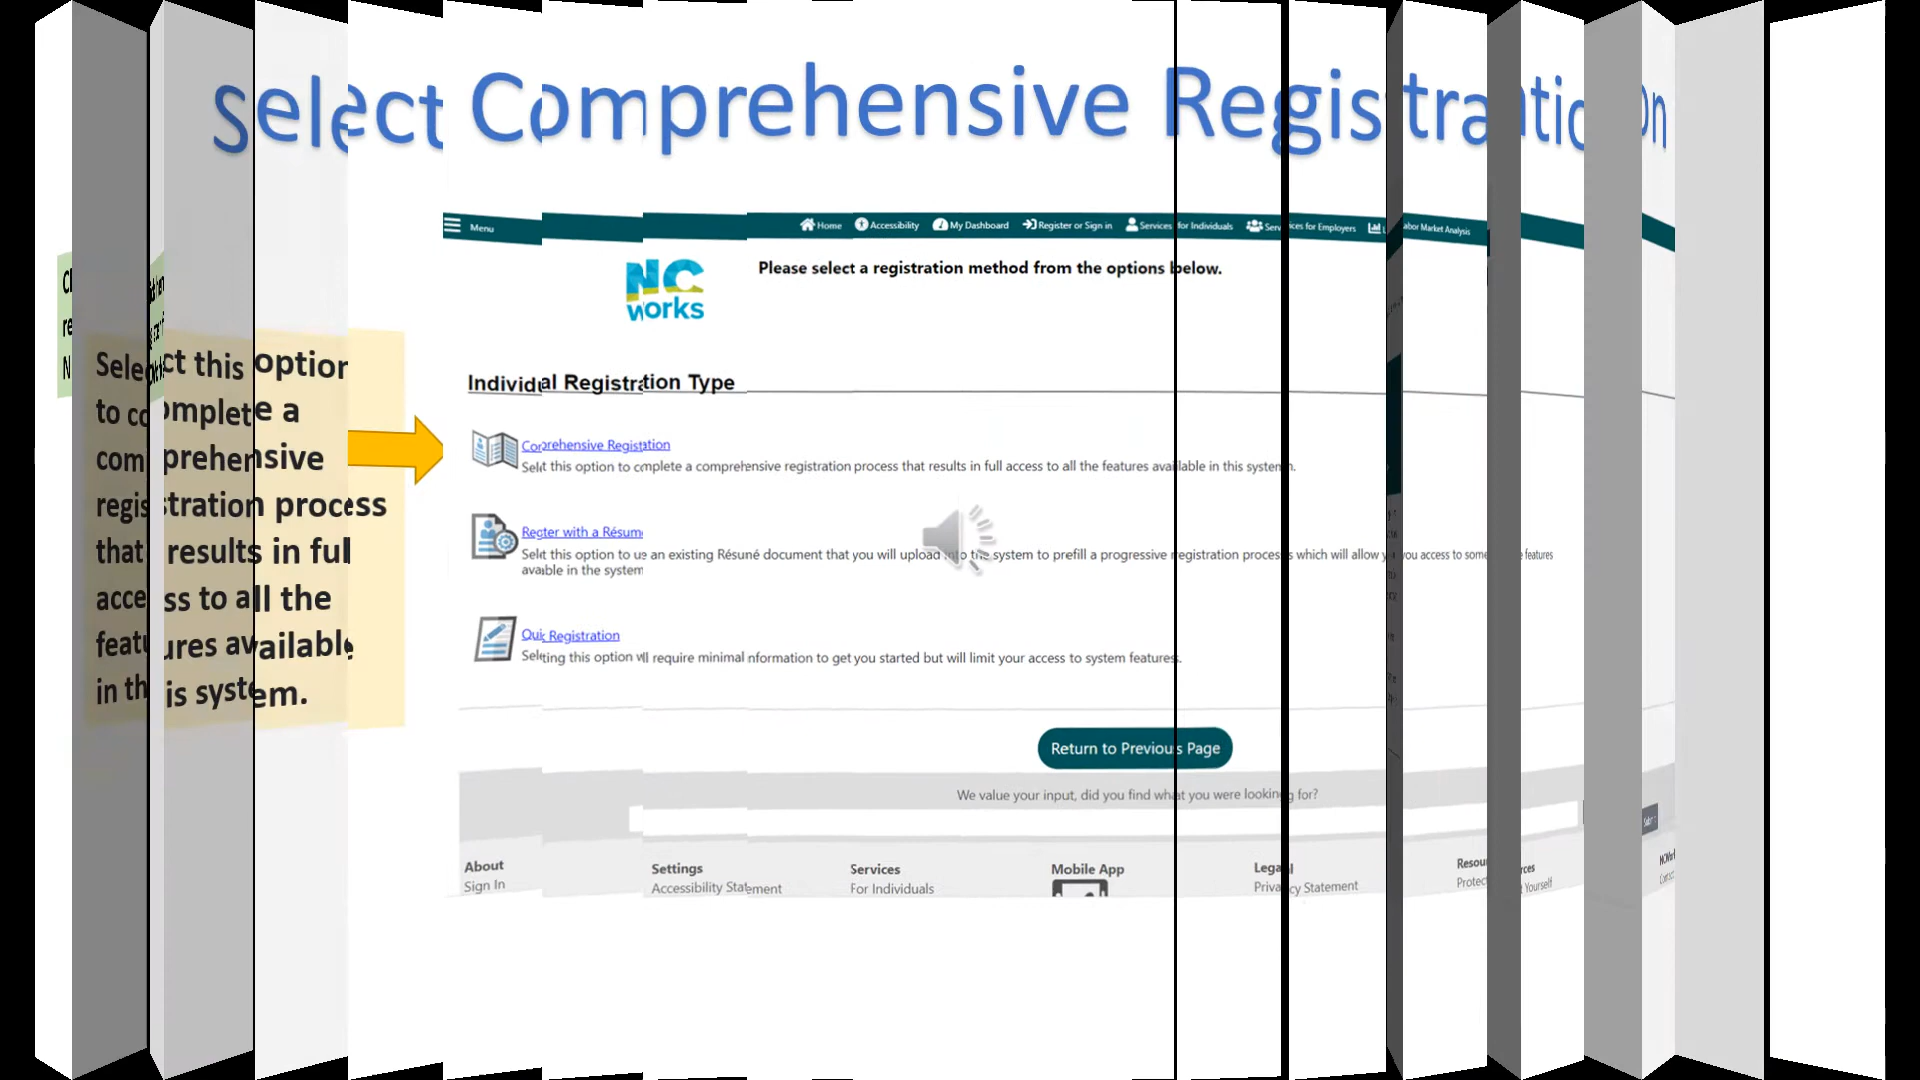 Select Comprehensive Registration
Menu
Home
Accessibility
My Dashboard
Register or Sign in
Services for Individuals
Services for Employers
Labor Market Analysis
NC
works
Please select a registration method from the options below.
Select this option
to complete a
comprehensive
registration process
that results in full
access to all the
features available
in this system.
Individual Registration Type
Comprehensive Registration
Select this option to complete a comprehensive registration process that results in full access to all the features available in this system.
Register with a Résumé
Select this option to use an existing Résumé document that you will upload into the system to prefill a progressive registration process which will allow you access to some features
available in the system
Quick Registration
Selecting this option will require minimal information to get you started but will limit your access to system features.
Return to Previous Page
We value your input, did you find what you were looking for?
About
Sign In
Settings
Accessibility Statement
Services
For Individuals
Mobile App
Legal
Privacy Statement
Resources
Protect Yourself